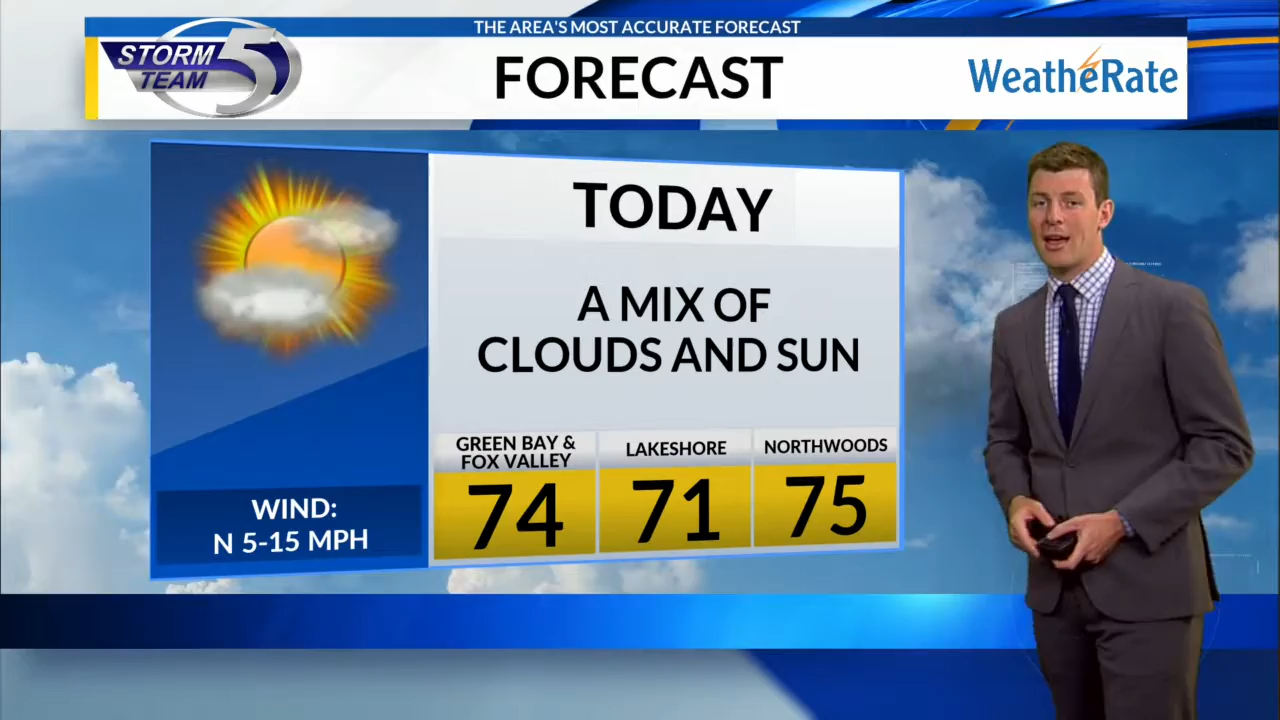 THE AREA'S MOST ACCURATE FORECAST
STORM
TEAM
5
FORECAST
WeatheRate
TODAY
A MIX OF
CLOUDS AND SUN
GREEN BAY &
FOX VALLEY
LAKESHORE
NORTHWOODS
74
71
75
WIND:
N 5-15 MPH